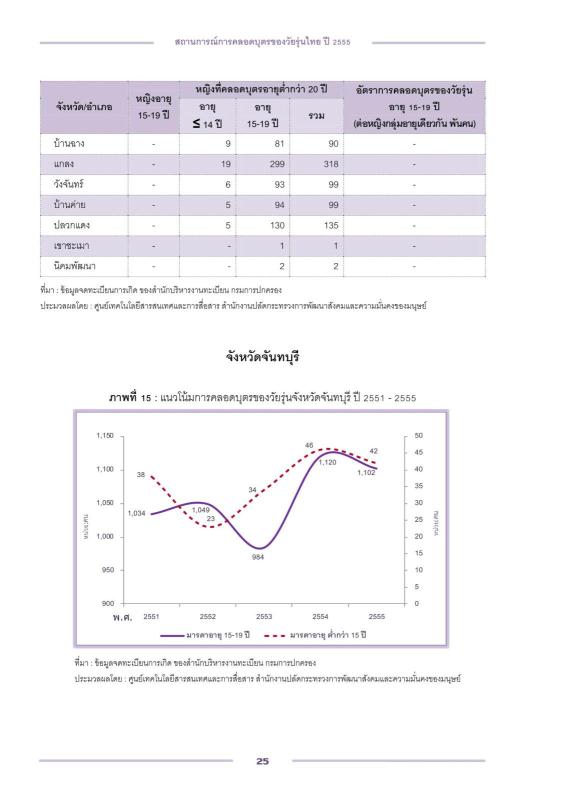 สถานการณ์การคลอดบุตรของวัยรุ่นไทย ปี 2555
จังหวัด/อำเภอ หญิงอายุ 15-19 ปี หญิงที่คลอดบุตรอายุต่ำกว่า 20 ปี อัตราการคลอดบุตรของวัยรุ่น อายุ 15-19 ปี (ต่อหญิงกลุ่มอายุเดียวกัน พันคน)
อายุ ≤ 14 ปี อายุ 15-19 ปี รวม
บ้านฉาง - 9 81 90 -
แกลง - 19 299 318 -
วังจันทร์ - 6 93 99 -
บ้านค่าย - 5 94 99 -
ปลวกแดง - 5 130 135 -
เขาชะเมา - - 1 1 -
นิคมพัฒนา - - 2 2 -
ที่มา : ข้อมูลจดทะเบียนการเกิด ของสำนักบริหารงานทะเบียน กรมการปกครอง
ประมวลผลโดย : ศูนย์เทคโนโลยีสารสนเทศและการสื่อสาร สำนักงานปลัดกระทรวงการพัฒนาสังคมและความมั่นคงของมนุษย์
จังหวัดจันทบุรี
ภาพที่ 15 : แนวโน้มการคลอดบุตรของวัยรุ่นจังหวัดจันทบุรี ปี 2551 - 2555
1,150 50
45
1,100 40
35
1,050 30
25
1,000 20
15
950 10
5
900 0
หน่วย:คน
หน่วย:คน
38 23 34 46 42
1,034 1,049 984 1,120 1,102
พ.ศ. 2551 2552 2553 2554 2555
มารดาอายุ 15-19 ปี มารดาอายุ ต่ำกว่า 15 ปี
ที่มา : ข้อมูลจดทะเบียนการเกิด ของสำนักบริหารงานทะเบียน กรมการปกครอง
ประมวลผลโดย : ศูนย์เทคโนโลยีสารสนเทศและการสื่อสาร สำนักงานปลัดกระทรวงการพัฒนาสังคมและความมั่นคงของมนุษย์
25